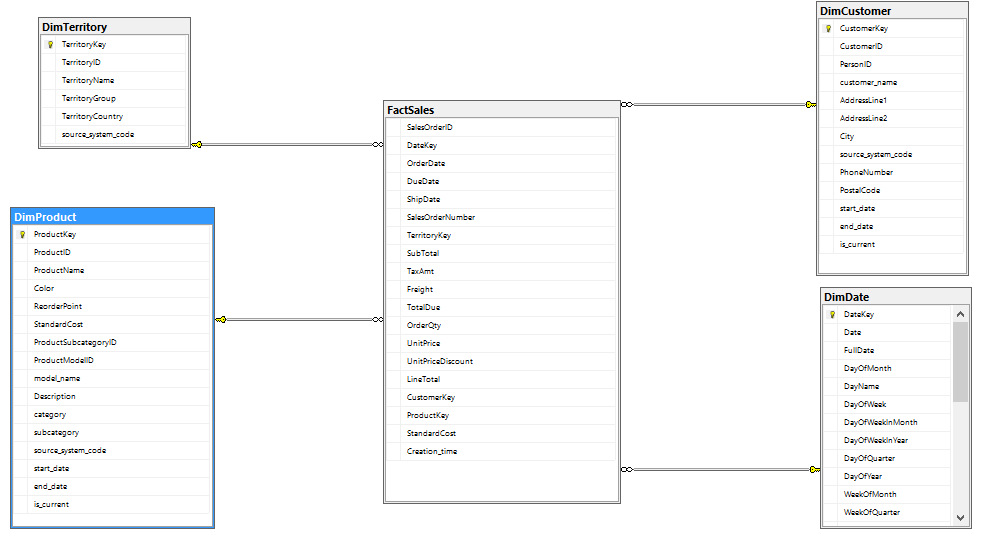 DimTerritory
TerritoryKey
TerritoryID
TerritoryName
TerritoryGroup
TerritoryCountry
source_system_code
DimProduct
ProductKey
ProductID
ProductName
Color
ReorderPoint
StandardCost
ProductSubcategoryID
ProductModelID
model_name
Description
category
subcategory
source_system_code
start_date
end_date
is_current
FactSales
SalesOrderID
DateKey
OrderDate
DueDate
ShipDate
SalesOrderNumber
TerritoryKey
SubTotal
TaxAmt
Freight
TotalDue
OrderQty
UnitPrice
UnitPriceDiscount
LineTotal
CustomerKey
ProductKey
StandardCost
Creation_time
DimCustomer
CustomerKey
CustomerID
PersonID
customer_name
AddressLine1
AddressLine2
City
source_system_code
PhoneNumber
PostalCode
start_date
end_date
is_current
DimDate
DateKey
Date
FullDate
DayOfMonth
DayName
DayOfWeek
DayOfWeekInMonth
DayOfWeekInYear
DayOfQuarter
DayOfYear
WeekOfMonth
WeekOfQuarter